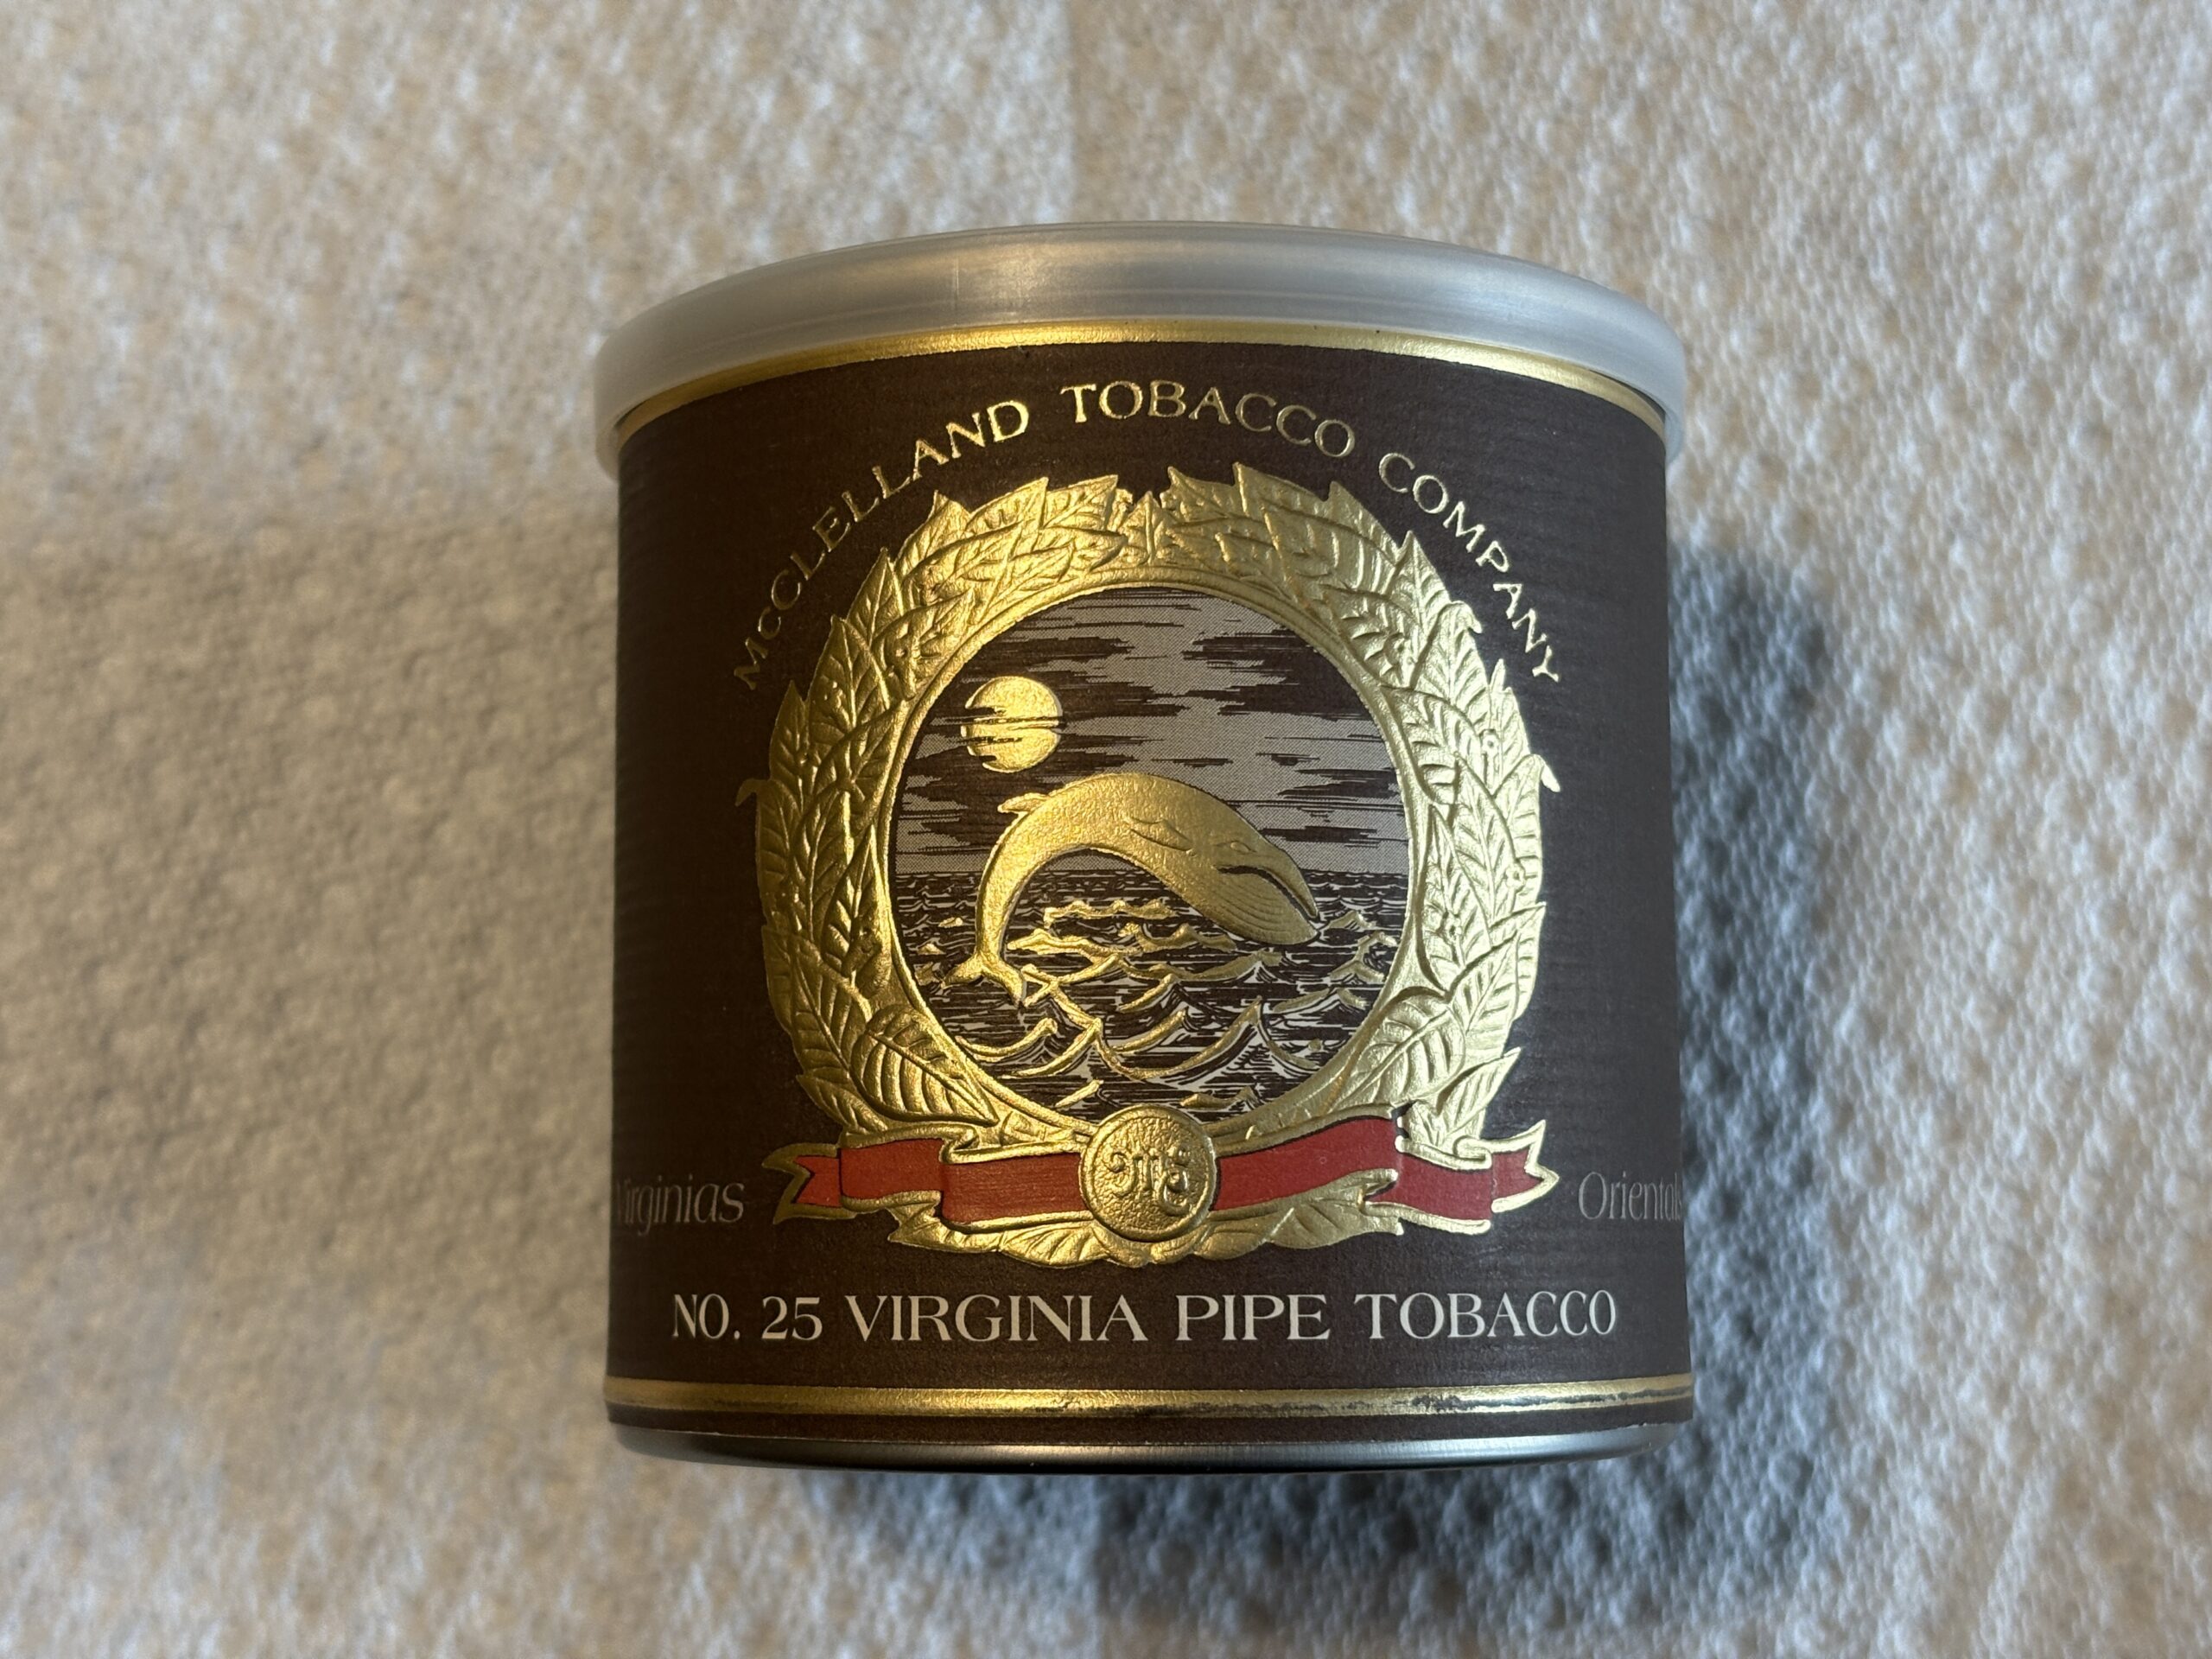 McCLELLAND TOBACCO COMPANY
Virginias
Orientals
NO. 25 VIRGINIA PIPE TOBACCO